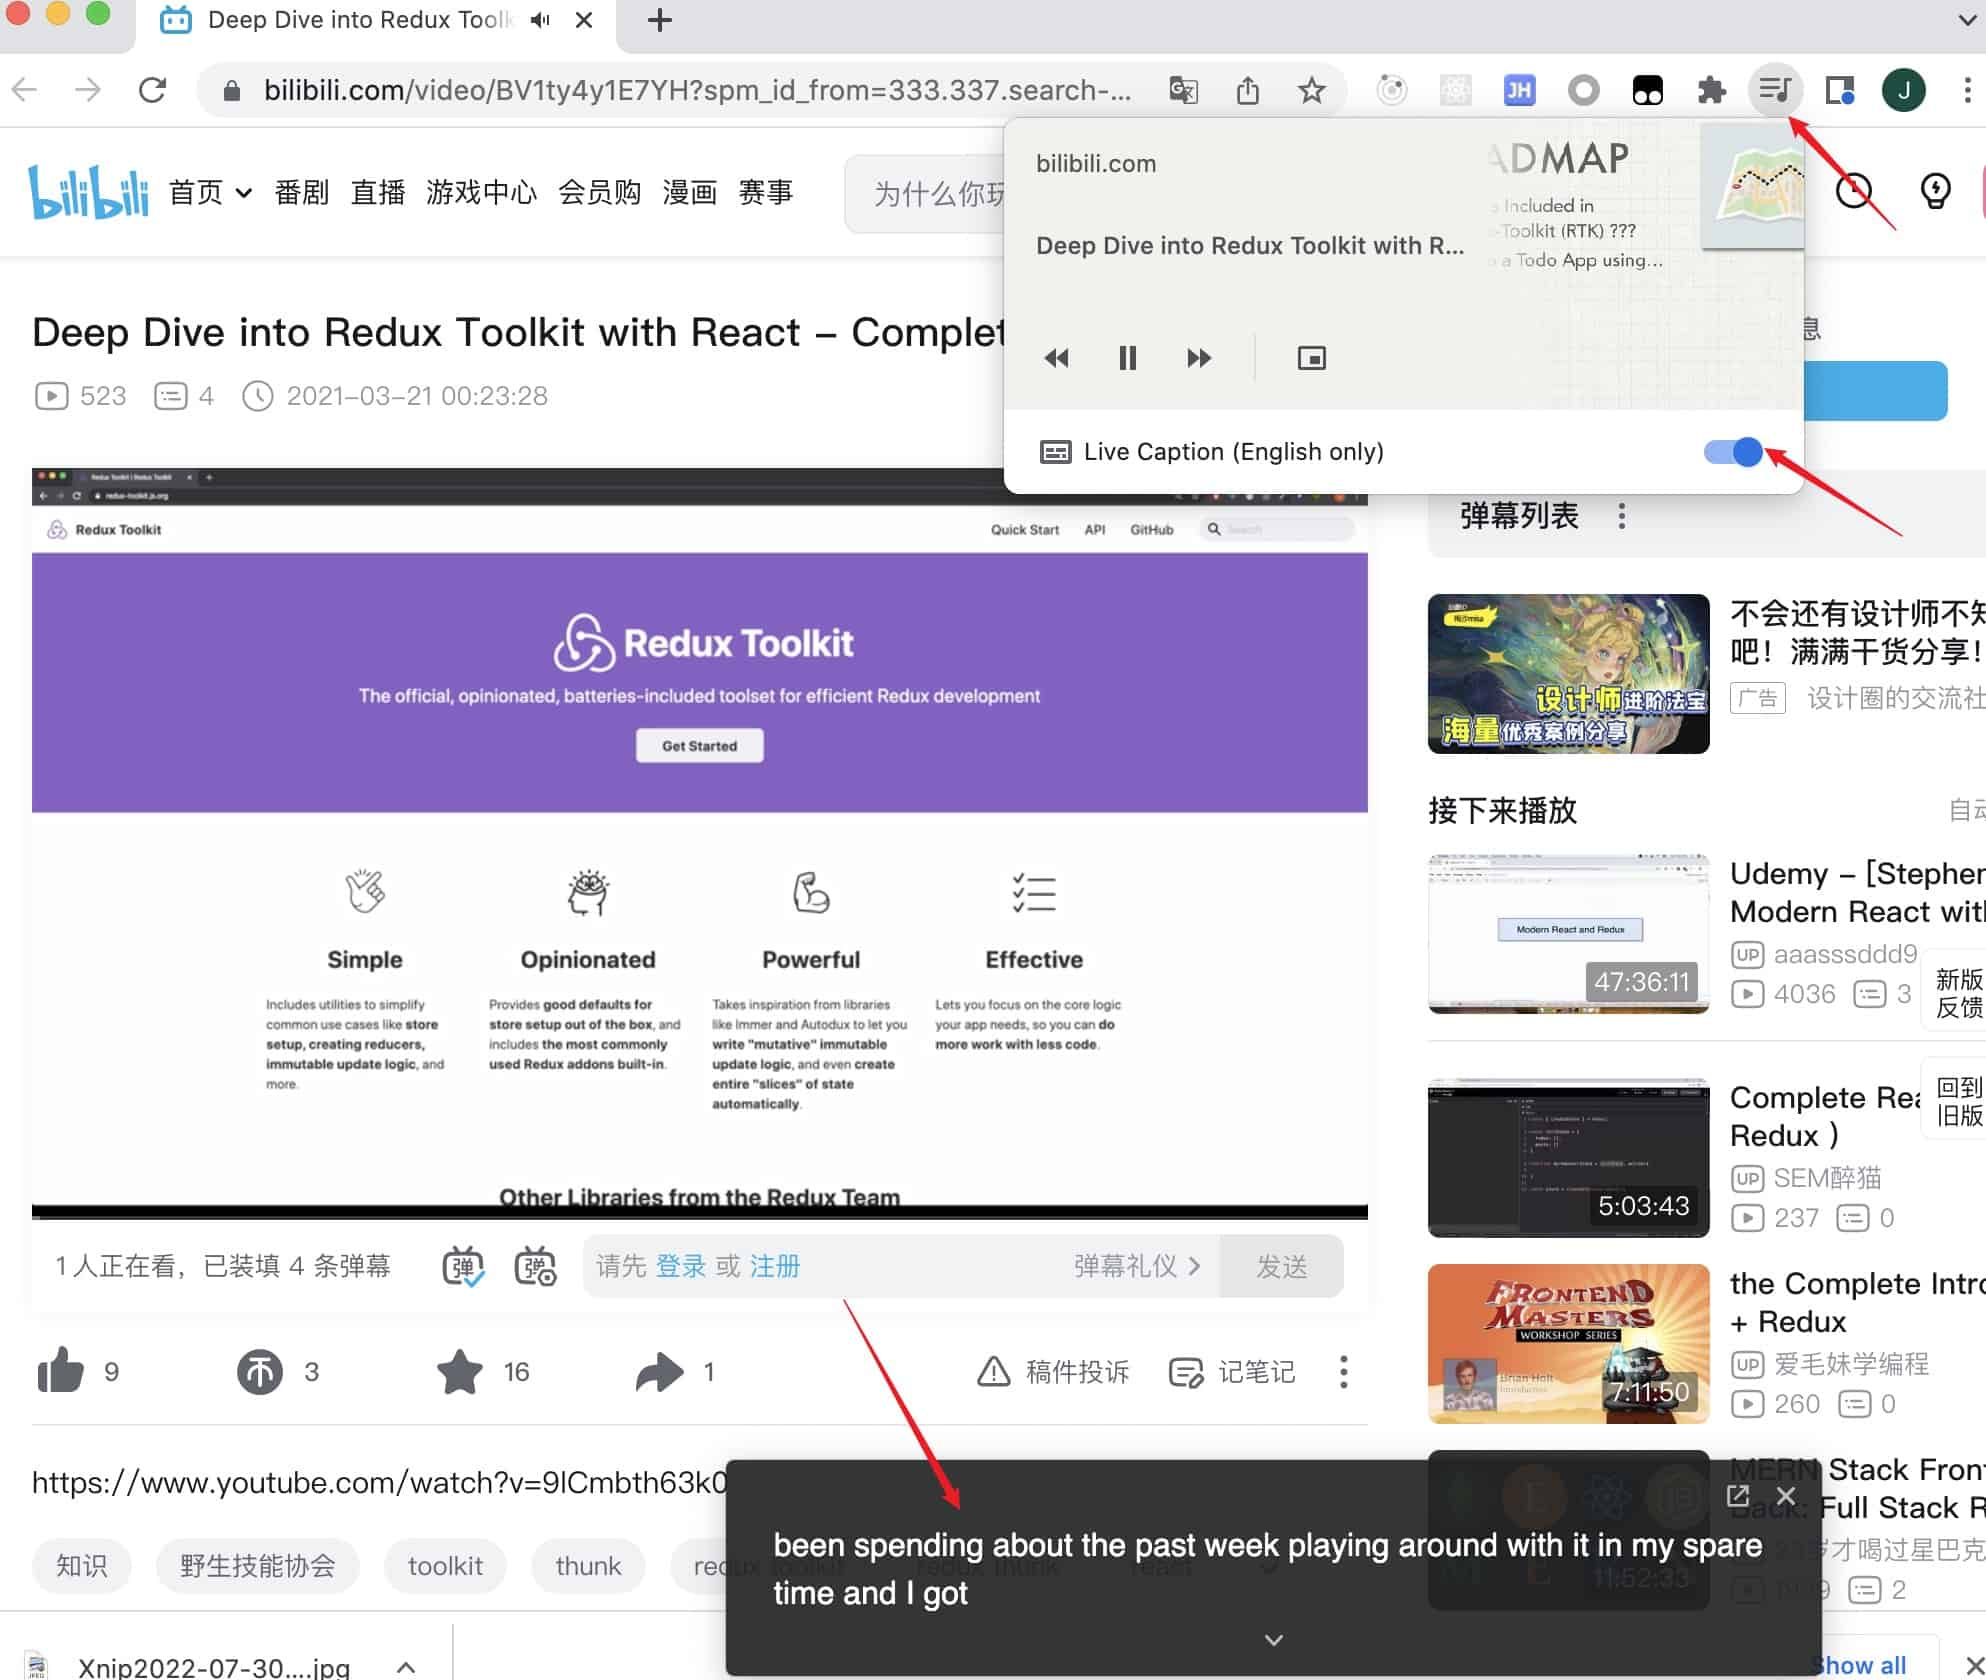 Deep Dive into Redux Toolk
bilibili.com/video/BV1ty4y1E7YH?spm_id_from=333.337.search-...
JH
J
bilibili
首页 番剧 直播 游戏中心 会员购 漫画 赛事
为什么你玩
bilibili.com
Deep Dive into Redux Toolkit with R...
ADMAP
Included in
Toolkit (RTK) ???
a Todo App using...
Live Caption (English only)
Deep Dive into Redux Toolkit with React – Complet
息
523 4 2021-03-21 00:23:28
弹幕列表
Redux Toolkit | Redux Toolkit
redux-toolkit.js.org
Redux Toolkit
Quick Start API GitHub Search
Redux Toolkit
The official, opinionated, batteries-included toolset for efficient Redux development
Get Started
Simple
Includes utilities to simplify
common use cases like store
setup, creating reducers,
immutable update logic, and
more.
Opinionated
Provides good defaults for
store setup out of the box, and
includes the most commonly
used Redux addons built-in.
Powerful
Takes inspiration from libraries
like Immer and Autodux to let you
write "mutative" immutable
update logic, and even create
entire "slices" of state
automatically.
Effective
Lets you focus on the core logic
your app needs, so you can do
more work with less code.
Other Libraries from the Redux Team
1 人正在看，已装填 4 条弹幕
弹 弹
请先 登录 或 注册
弹幕礼仪 >
发送
9 3 16 1
稿件投诉 记笔记
https://www.youtube.com/watch?v=9lCmbth63k0
知识 野生技能协会 toolkit thunk redux toolkit redux thunk react
been spending about the past week playing around with it in my spare
time and I got
Xnip2022-07-30....jpg
Show all
设计师进阶法宝
海量优秀案例分享
不会还有设计师不知
吧！满满干货分享！
广告 设计圈的交流社
接下来播放
自动
Modern React and Redux
47:36:11
Udemy – [Stephen
Modern React with
UP aaasssddd9
4036 3
新版
反馈
5:03:43
Complete Rea
Redux )
UP SEM醉猫
237 0
回到
旧版
FRONTEND
MASTERS
WORKSHOP SERIES
Brian Holt
Introduction
7:11:50
the Complete Intro
+ Redux
UP 爱毛妹学编程
260 0
MERN Stack Front
Back: Full Stack R
岁才喝过星巴克
11:52:33
2